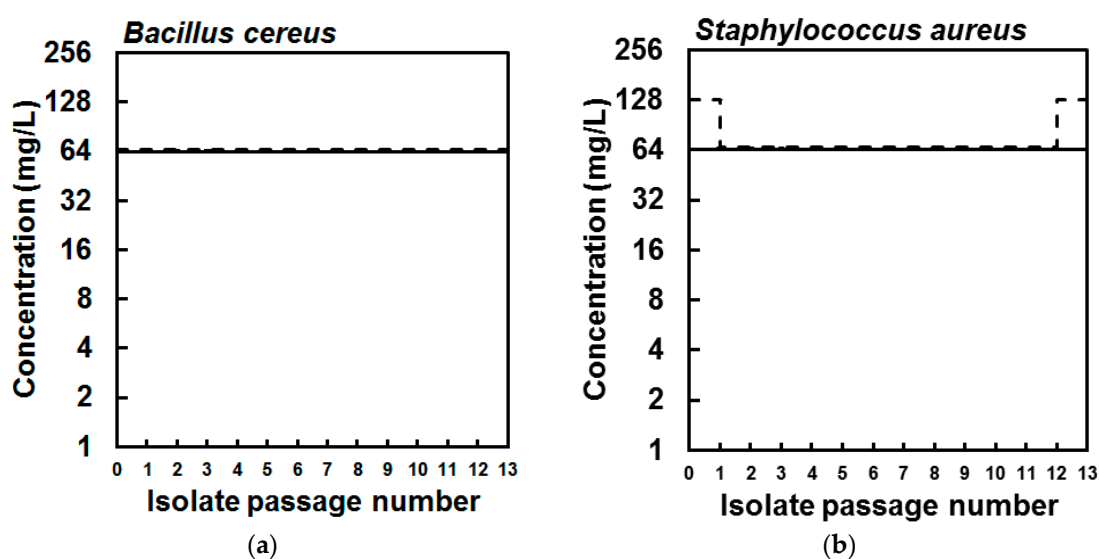 Bacillus cereus
Concentration (mg/L)
256
128
64
32
16
8
4
2
1
0 1 2 3 4 5 6 7 8 9 10 11 12 13
Isolate passage number
(a)
Staphylococcus aureus
Concentration (mg/L)
256
128
64
32
16
8
4
2
1
0 1 2 3 4 5 6 7 8 9 10 11 12 13
Isolate passage number
(b)